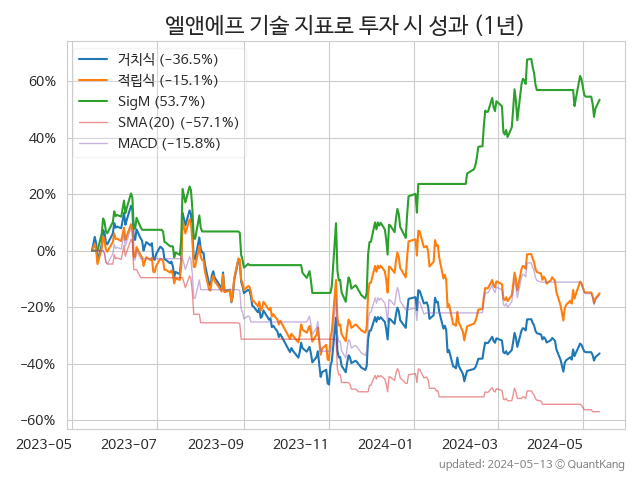 엘앤에프 기술 지표로 투자 시 성과 (1년)
거치식 (−36.5%)
적립식 (−15.1%)
SigM (53.7%)
SMA(20) (−57.1%)
MACD (−15.8%)
60%
40%
20%
0%
−20%
−40%
−60%
2023-05 2023-07 2023-09 2023-11 2024-01 2024-03 2024-05
updated: 2024-05-13 © QuantKang